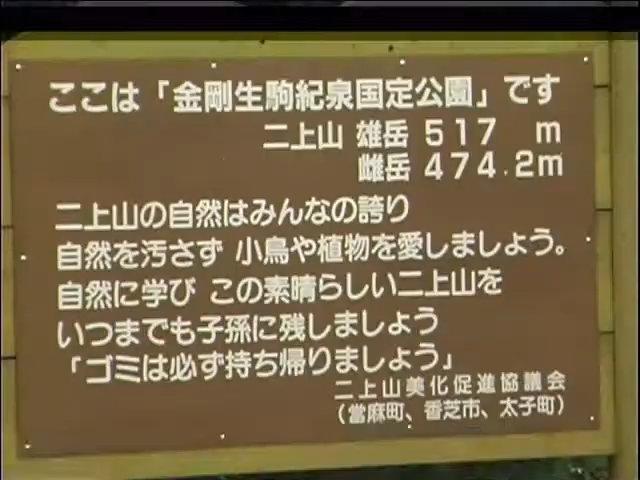 ここは「金剛生駒紀泉国定公園」です
二上山 雄岳 517 m
雌岳 474.2m
二上山の自然はみんなの誇り
自然を汚さず 小鳥や植物を愛しましょう。
自然に学び この素晴らしい二上山を
いつまでも子孫に残しましょう
「ゴミは必ず持ち帰りましょう」
二上山美化促進協議会
(當麻町、香芝市、太子町)